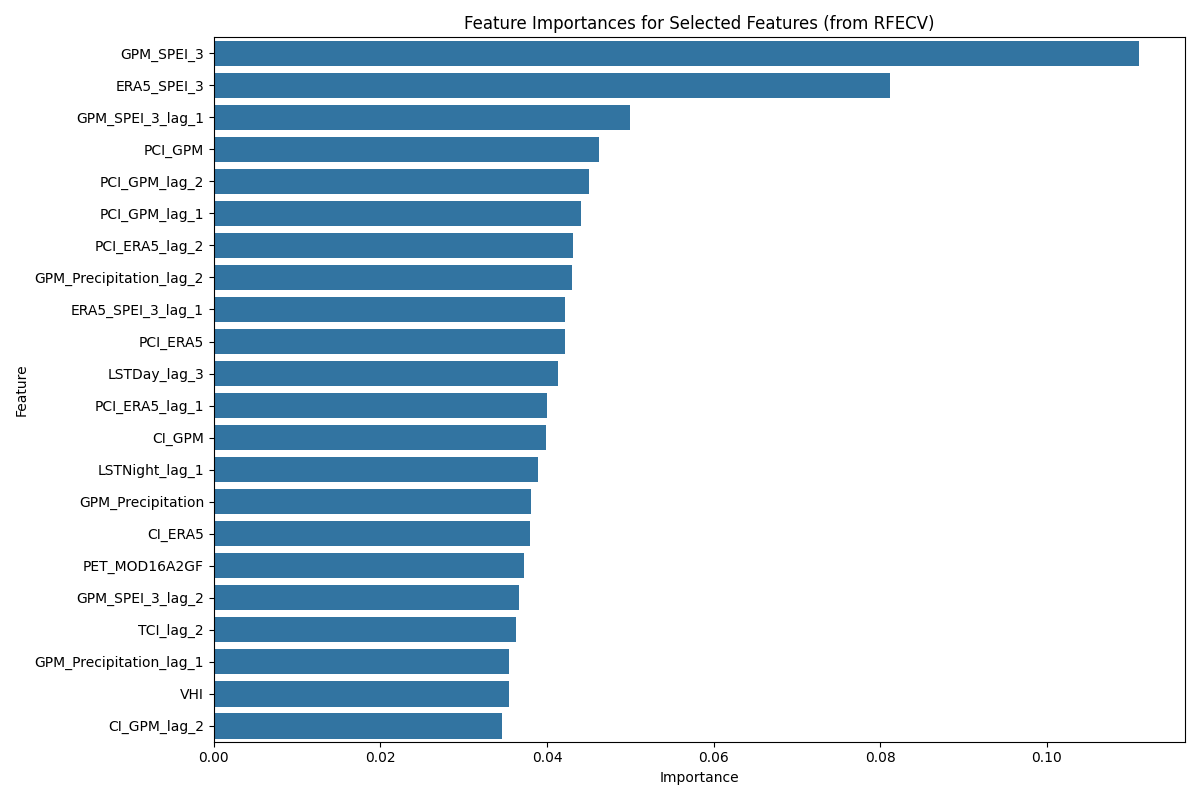 Feature Importances for Selected Features (from RFECV)
GPM_SPEI_3
ERA5_SPEI_3
GPM_SPEI_3_lag_1
PCI_GPM
PCI_GPM_lag_2
PCI_GPM_lag_1
PCI_ERA5_lag_2
GPM_Precipitation_lag_2
ERA5_SPEI_3_lag_1
PCI_ERA5
LSTDay_lag_3
PCI_ERA5_lag_1
CI_GPM
LSTNight_lag_1
GPM_Precipitation
CI_ERA5
PET_MOD16A2GF
GPM_SPEI_3_lag_2
TCI_lag_2
GPM_Precipitation_lag_1
VHI
CI_GPM_lag_2
Feature
0.00 0.02 0.04 0.06 0.08 0.10
Importance